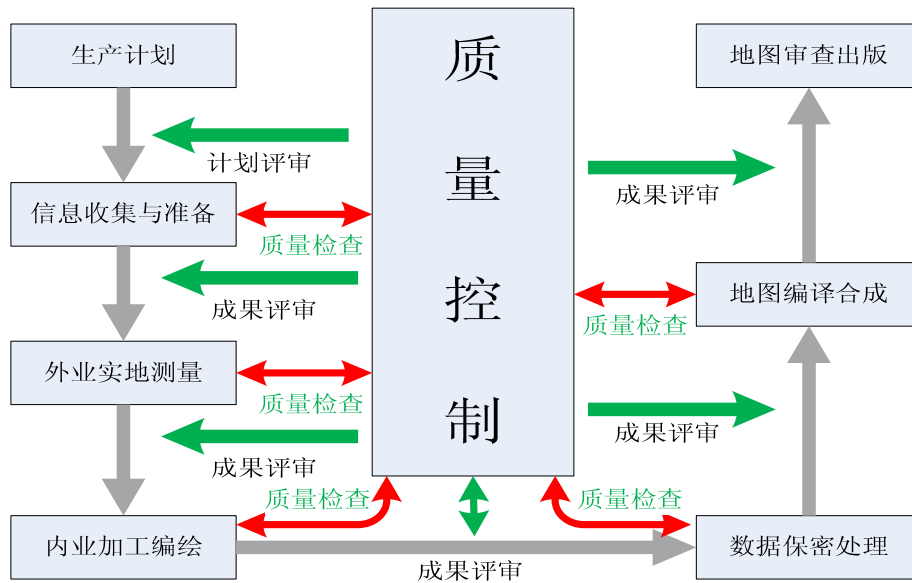 生产计划
质
量
控
制
地图审查出版
计划评审
成果评审
信息收集与准备
质量检查
成果评审
地图编译合成
质量检查
外业实地测量
质量检查
成果评审
成果评审
质量检查
质量检查
内业加工编绘
数据保密处理
成果评审